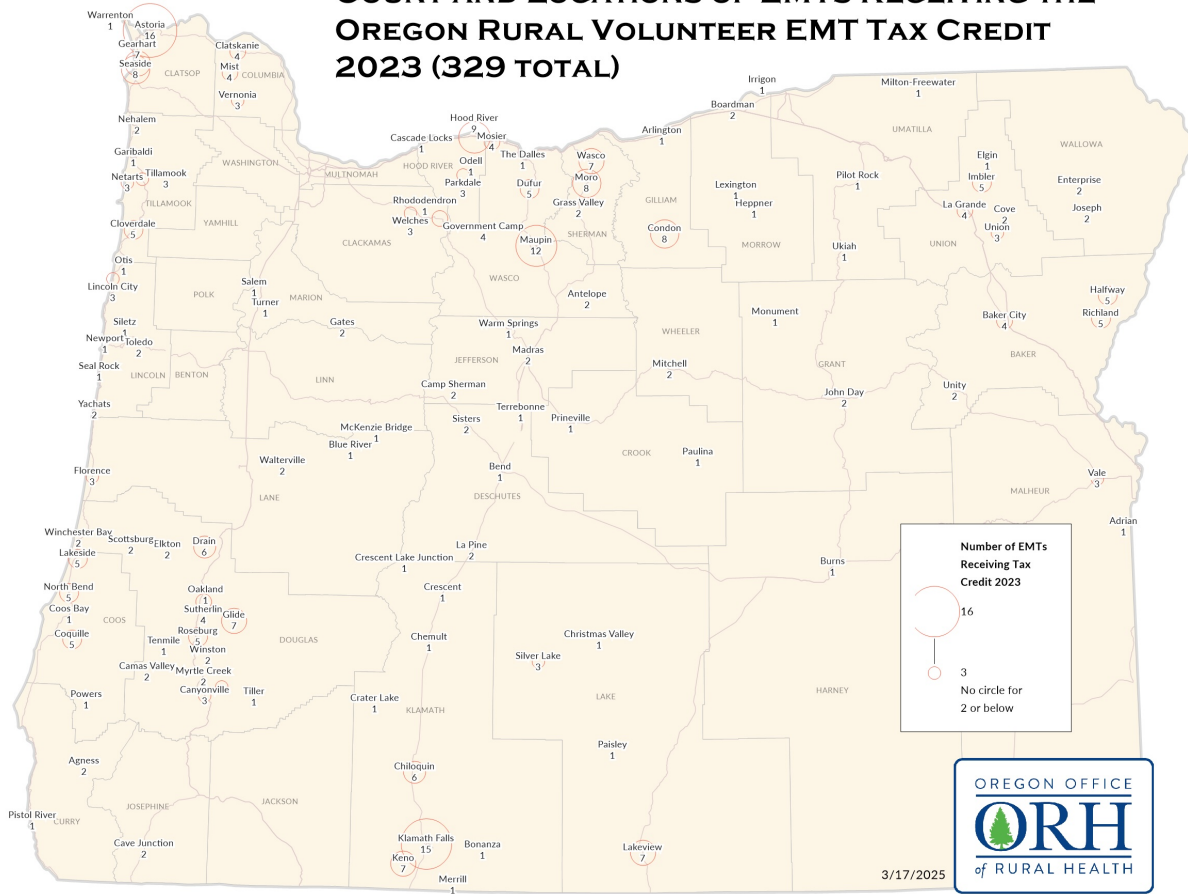 COUNT AND LOCATIONS OF EMTS RECEIVING THE
OREGON RURAL VOLUNTEER EMT TAX CREDIT
2023 (329 TOTAL)
Warrenton
1
Astoria
16
Gearhart
7
Seaside
8
CLATSOP
Clatskanie
4
Mist
4
COLUMBIA
Vernonia
3
Nehalem
2
Garibaldi
1
Netarts
3
Tillamook
3
TILLAMOOK
WASHINGTON
MULTNOMAH
YAMHILL
Cloverdale
5
Cascade Locks
1
Hood River
9
Mosier
4
HOOD RIVER
Odell
1
Parkdale
3
The Dalles
1
Dufur
5
Wasco
7
Moro
8
Grass Valley
2
SHERMAN
Rhododendron
1
Welches
3
Government Camp
4
CLACKAMAS
Maupin
12
WASCO
Antelope
2
Arlington
1
Boardman
2
Irrigon
1
Milton-Freewater
1
UMATILLA
WALLOWA
GILLIAM
Condon
8
Lexington
1
Heppner
1
MORROW
Pilot Rock
1
Ukiah
1
Elgin
1
Imbler
5
La Grande
4
Cove
2
Union
3
UNION
Enterprise
2
Joseph
2
Otis
1
Lincoln City
3
POLK
Salem
1
Turner
1
MARION
Gates
2
Siletz
1
Newport
1
Toledo
2
Seal Rock
1
LINCOLN
BENTON
LINN
Yachats
2
Warm Springs
1
Madras
2
JEFFERSON
Camp Sherman
2
Sisters
2
Terrebonne
1
Prineville
1
WHEELER
Mitchell
2
Monument
1
GRANT
John Day
2
Baker City
4
Halfway
5
Richland
5
BAKER
Unity
2
McKenzie Bridge
1
Blue River
1
Walterville
2
Florence
3
LANE
Bend
1
DESCHUTES
CROOK
Paulina
1
Vale
3
MALHEUR
Adrian
1
Winchester Bay
2
Scottsburg
2
Elkton
2
Drain
6
Lakeside
5
La Pine
2
Crescent Lake Junction
1
Crescent
1
Burns
1
North Bend
5
Coos Bay
1
COOS
Coquille
5
Oakland
1
Sutherlin
4
Glide
7
Roseburg
5
Tenmile
1
Winston
2
DOUGLAS
Camas Valley
2
Myrtle Creek
2
Canyonville
3
Tiller
1
Powers
1
Chemult
1
Christmas Valley
1
Silver Lake
3
Crater Lake
1
KLAMATH
LAKE
HARNEY
Paisley
1
Agness
2
Pistol River
1
CURRY
JOSEPHINE
JACKSON
Cave Junction
2
Chiloquin
6
Klamath Falls
15
Keno
7
Bonanza
1
Merrill
1
Lakeview
7
Number of EMTs
Receiving Tax
Credit 2023
16
3
No circle for
2 or below
3/17/2025
OREGON OFFICE
ORH
of RURAL HEALTH